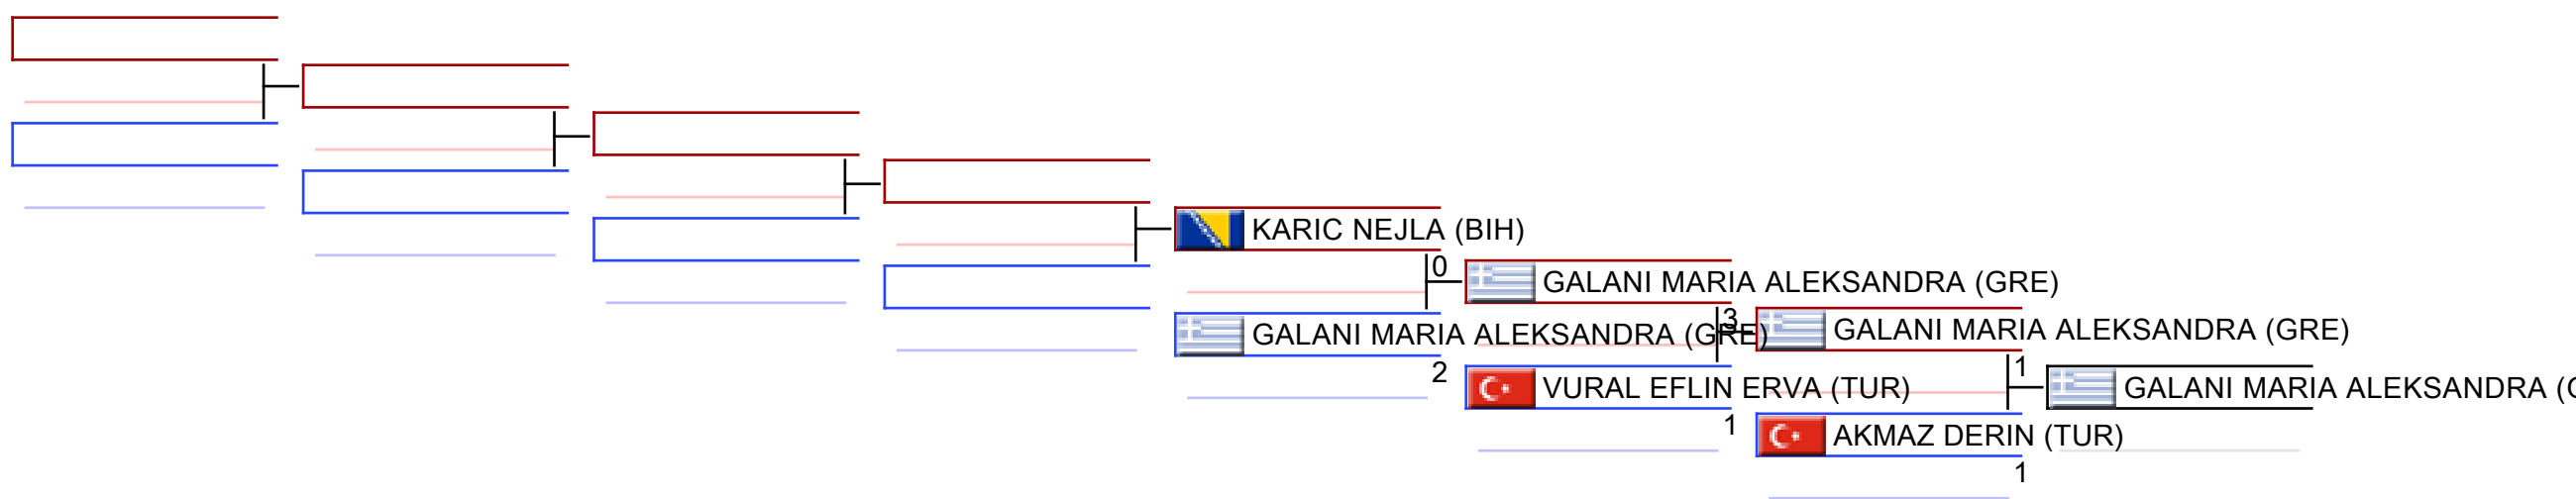 KARIC NEJLA (BIH)
0
GALANI MARIA ALEKSANDRA (GRE)
GALANI MARIA ALEKSANDRA (GRE)
2
3
GALANI MARIA ALEKSANDRA (GRE)
VURAL EFLIN ERVA (TUR)
1
1
GALANI MARIA ALEKSANDRA (
AKMAZ DERIN (TUR)
1